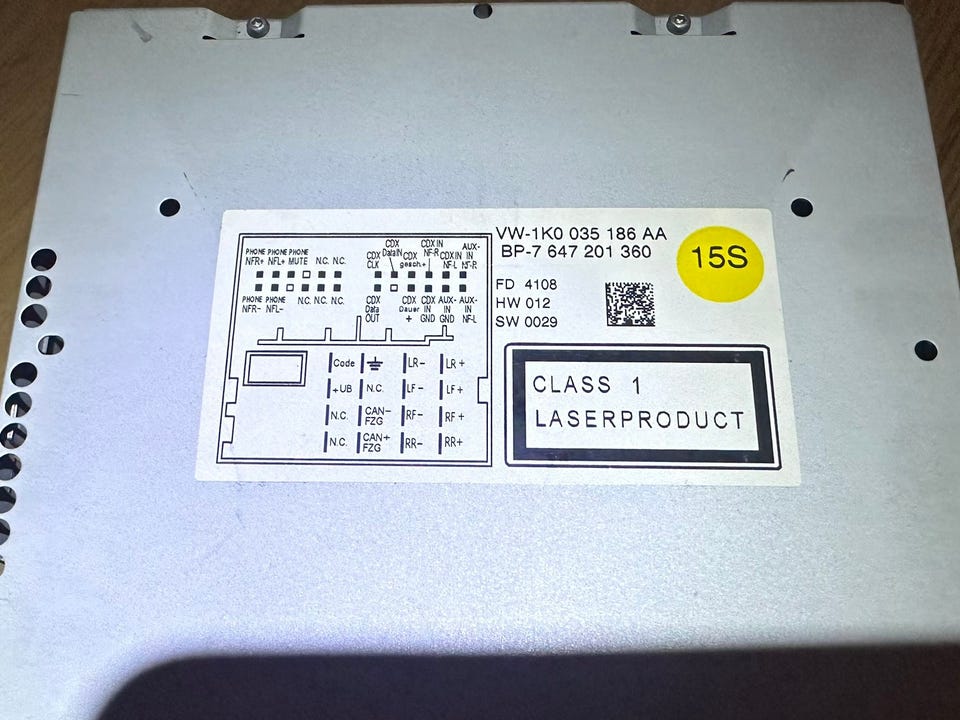 VW-1K0 035 186 AA
BP-7 647 201 360
15S
FD 4108
HW 012
SW 0029
CLASS 1
LASERPRODUCT
PHONE PHONE PHONE
NFR+ NFL+ MUTE N.C. N.C.
PHONE PHONE N.C. N.C. N.C.
NFR- NFL-
CDX CLK
CDX Data IN
CDX gesch.+
CDX IN NF-R
CDX IN NF-L
AUX-IN NF-R
CDX Data OUT
CDX Dauer +
CDX IN GND
AUX-IN GND
AUX-IN NF-L
Code LR- LR+
+UB N.C. LF- LF+
N.C. CAN- FZG RF- RF+
N.C. CAN+ FZG RR- RR+